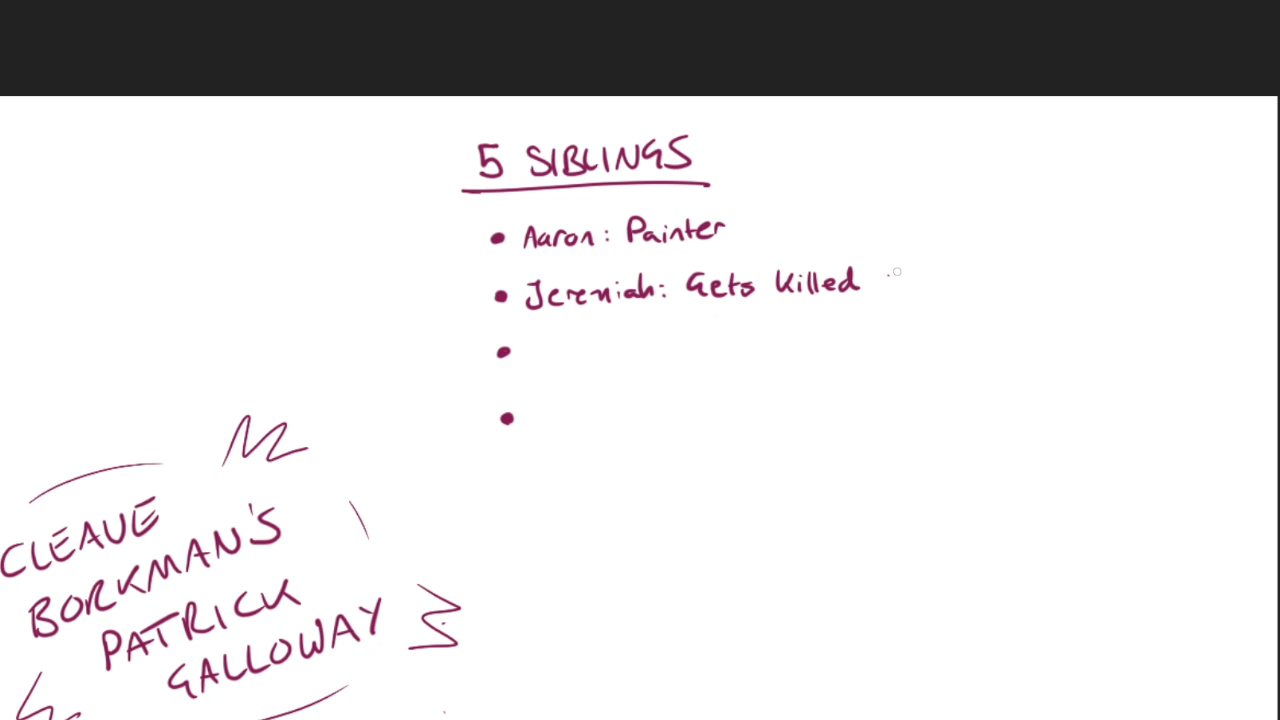 5 SIBLINGS
• Aaron: Painter
• Jeremiah: Gets Killed
•
•
CLEAVE
BORKMAN'S
PATRICK
GALLOWAY